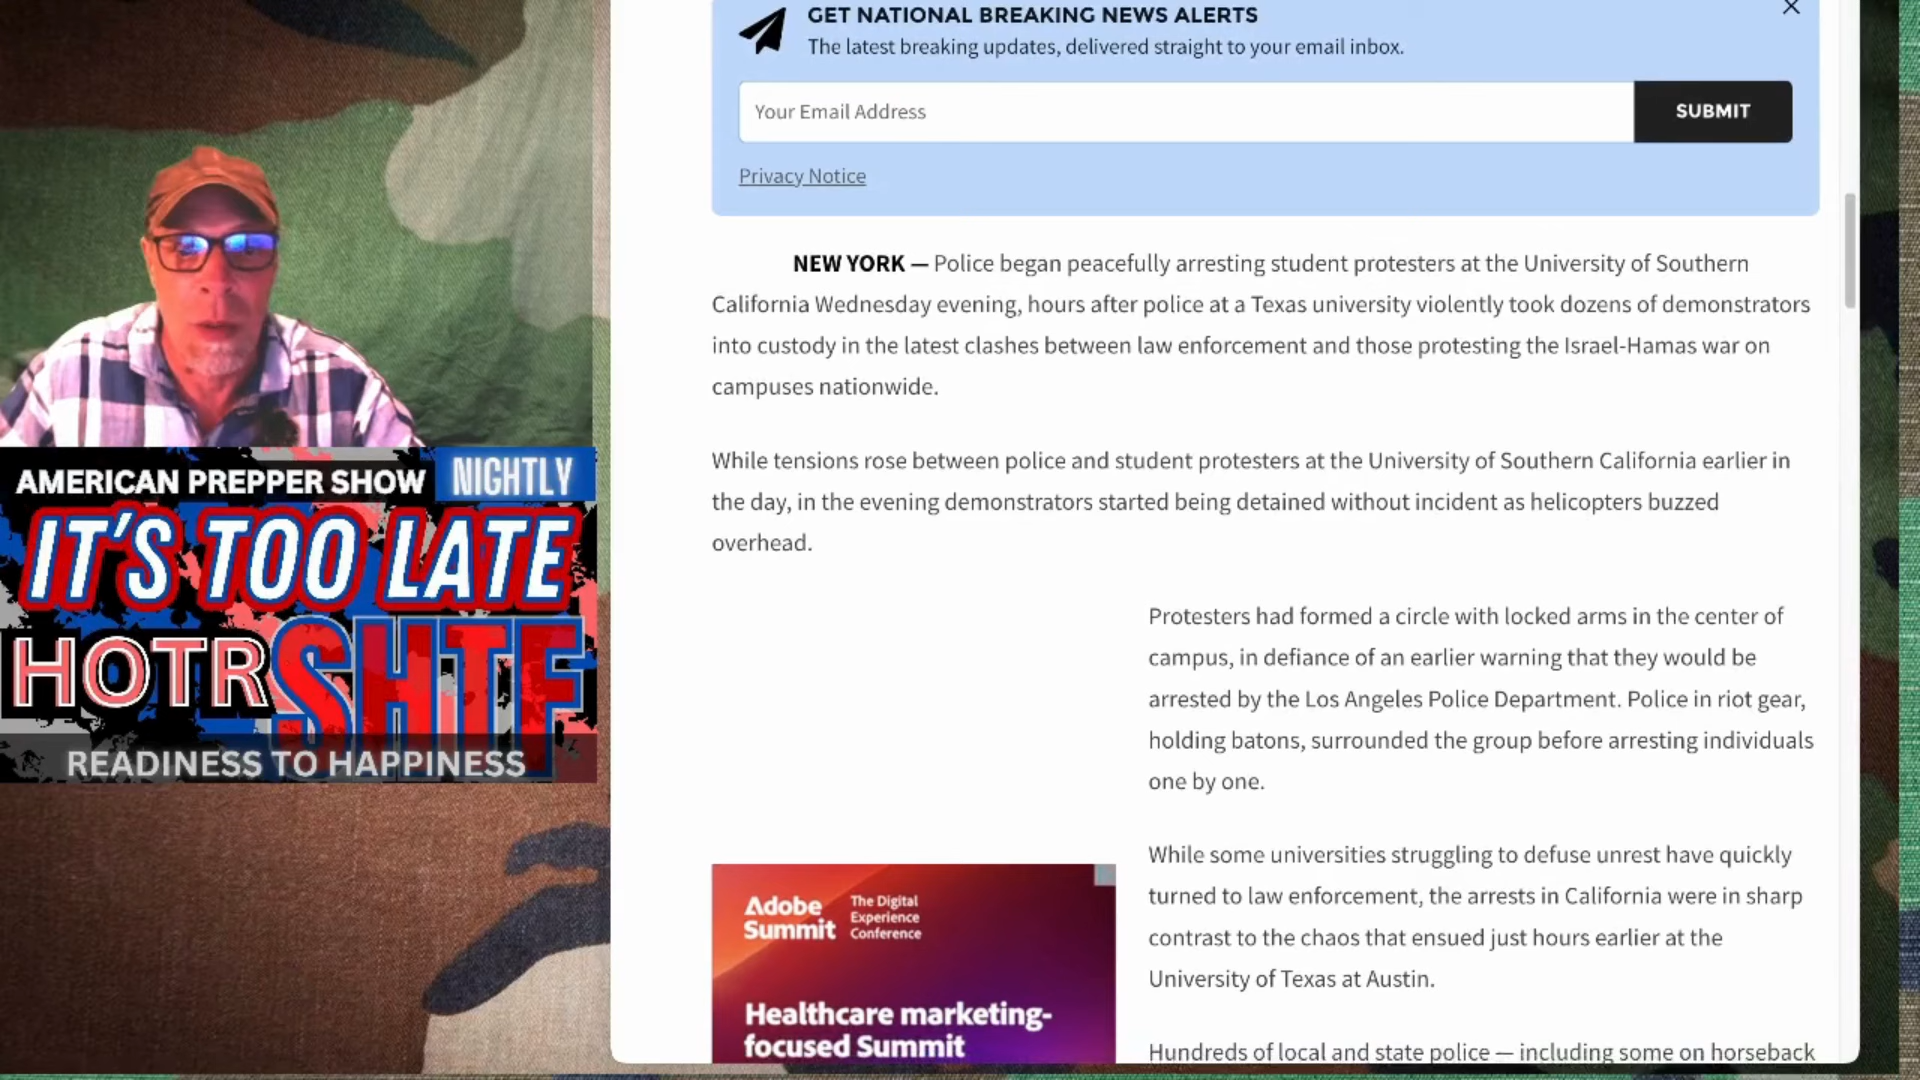 GET NATIONAL BREAKING NEWS ALERTS
The latest breaking updates, delivered straight to your email inbox.
Your Email Address
SUBMIT
Privacy Notice
NEW YORK — Police began peacefully arresting student protesters at the University of Southern
California Wednesday evening, hours after police at a Texas university violently took dozens of demonstrators
into custody in the latest clashes between law enforcement and those protesting the Israel-Hamas war on
campuses nationwide.
While tensions rose between police and student protesters at the University of Southern California earlier in
the day, in the evening demonstrators started being detained without incident as helicopters buzzed
overhead.
Protesters had formed a circle with locked arms in the center of
campus, in defiance of an earlier warning that they would be
arrested by the Los Angeles Police Department. Police in riot gear,
holding batons, surrounded the group before arresting individuals
one by one.
While some universities struggling to defuse unrest have quickly
turned to law enforcement, the arrests in California were in sharp
contrast to the chaos that ensued just hours earlier at the
University of Texas at Austin.
Hundreds of local and state police — including some on horseback
Adobe
Summit
The Digital
Experience
Conference
Healthcare marketing-
focused Summit
AMERICAN PREPPER SHOW
NIGHTLY
IT'S TOO LATE
HOTR SHTF
READINESS TO HAPPINESS